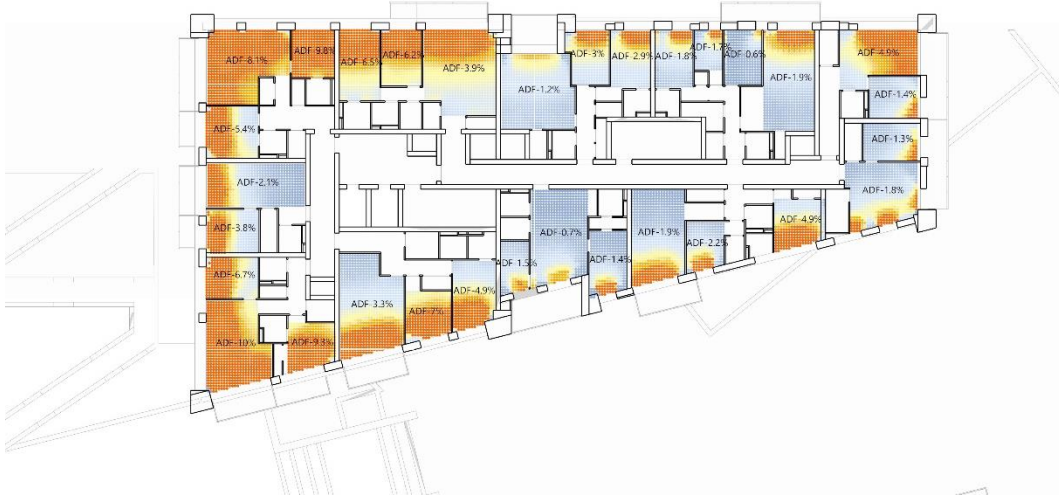 ADF-8.1%
ADF-9.8%
ADF-6.5%
ADF-6.2%
ADF-3.9%
ADF-1.2%
ADF-3%
ADF-2.9%
ADF-1.8%
ADF-1.7%
ADF-0.6%
ADF-1.9%
ADF-4.9%
ADF-1.4%
ADF-5.4%
ADF-1.3%
ADF-2.1%
ADF-1.8%
ADF-3.8%
ADF-0.7%
ADF-1.9%
ADF-4.9%
ADF-2.2%
ADF-1.5%
ADF-1.4%
ADF-6.7%
ADF-4.9%
ADF-3.3%
ADF-7%
ADF-10%
ADF-9.3%